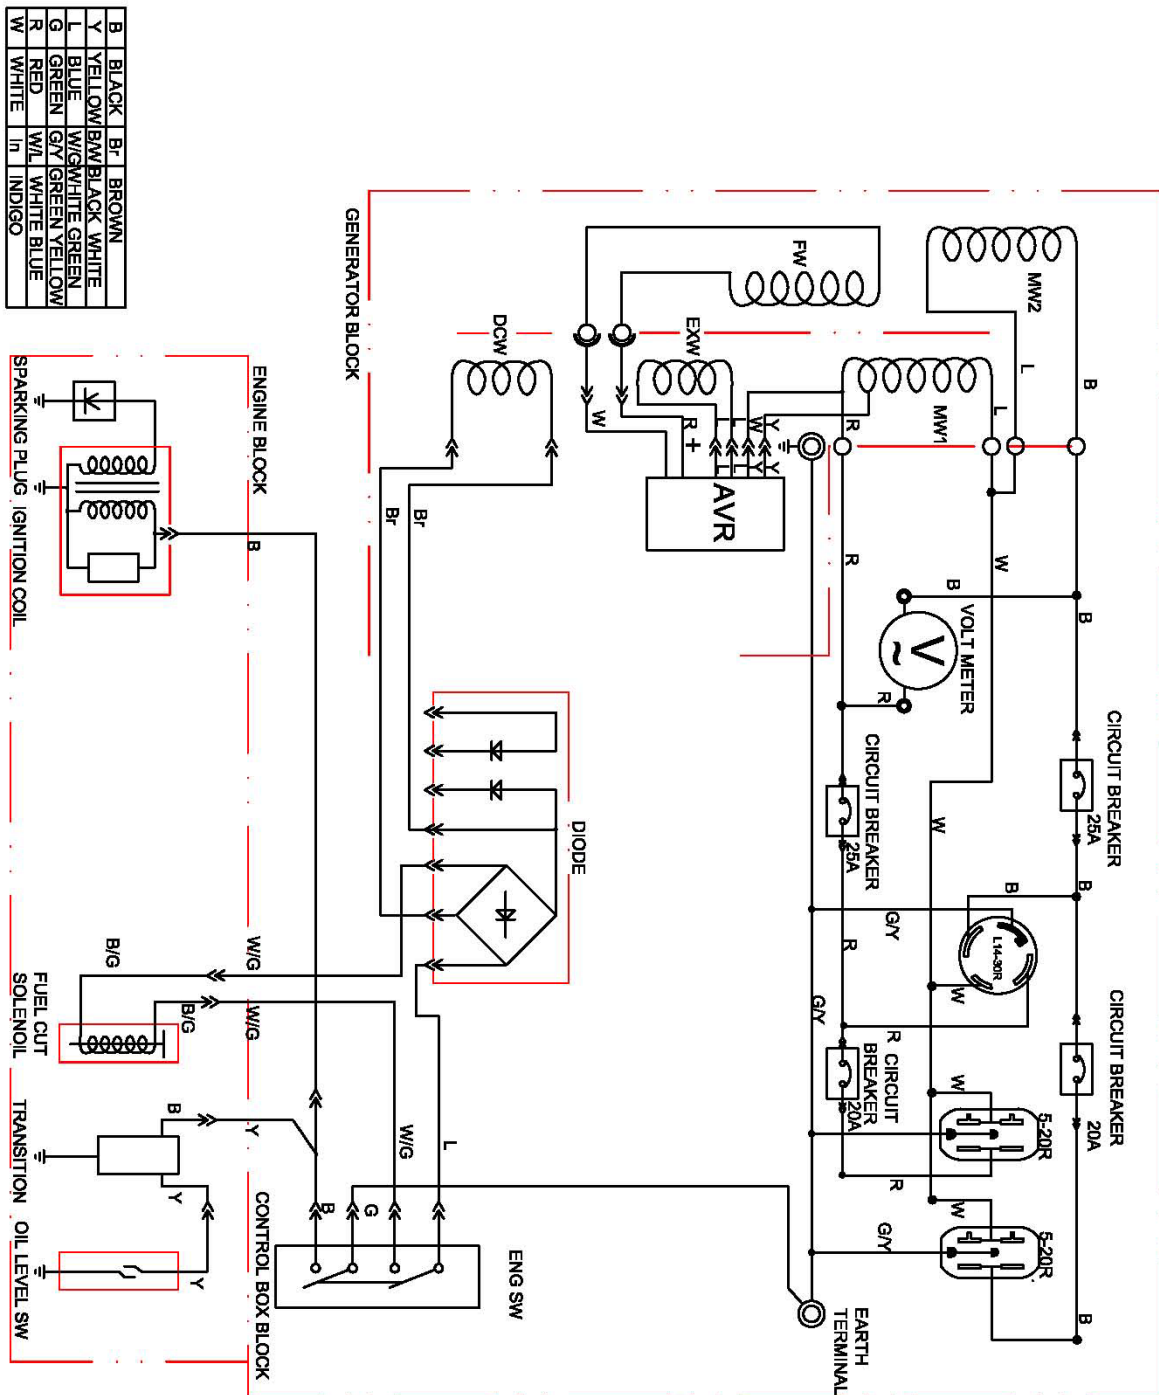 B BLACK Br BROWN
Y YELLOW B/W BLACK WHITE
L BLUE W/G WHITE GREEN
G GREEN G/Y GREEN YELLOW
R RED W/L WHITE BLUE
W WHITE In INDIGO
GENERATOR BLOCK
MW2
FW
EXW
DCW
MW1
L
B
L
R
Y
W
L
L
R
+
W
Y
Y
L
L
AVR
Br
Br
R
W
B
B
VOLT METER
V
~
R
ENGINE BLOCK
SPARKING PLUG
IGNITION COIL
B
DIODE
CIRCUIT BREAKER
25A
CIRCUIT BREAKER
25A
W
B
B
G/Y
R
L14-30R
W
G/Y
R
CIRCUIT BREAKER
20A
CIRCUIT
BREAKER
20A
W
5-20R
R
W
5-20R
G/Y
B
EARTH
TERMINAL
W/G
B/G
W/G
B/G
FUEL CUT
SOLENOIL
B
Y
Y
TRANSITION
Y
OIL LEVEL SW
L
W/G
G
B
ENG SW
CONTROL BOX BLOCK